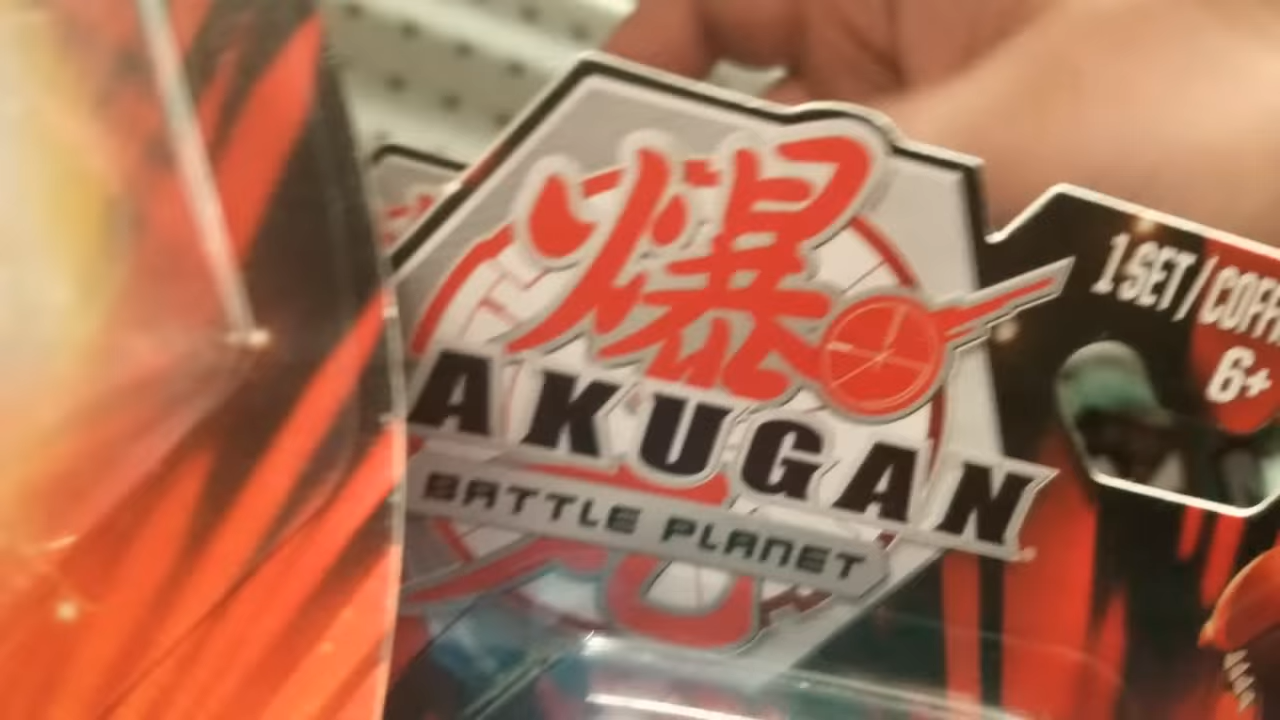 爆
AKUGAN
BATTLE PLANET
1 SET / COFF
6+